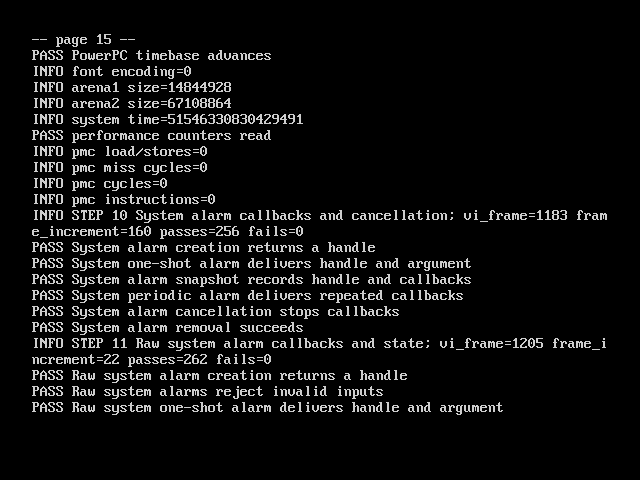 -- page 15 --
PASS PowerPC timebase advances
INFO font encoding=0
INFO arena1 size=14844928
INFO arena2 size=67108864
INFO system time=51546330830429491
PASS performance counters read
INFO pmc load/stores=0
INFO pmc miss cycles=0
INFO pmc cycles=0
INFO pmc instructions=0
INFO STEP 10 System alarm callbacks and cancellation; vi_frame=1183 fram
e_increment=160 passes=256 fails=0
PASS System alarm creation returns a handle
PASS System one-shot alarm delivers handle and argument
PASS System alarm snapshot records handle and callbacks
PASS System periodic alarm delivers repeated callbacks
PASS System alarm cancellation stops callbacks
PASS System alarm removal succeeds
INFO STEP 11 Raw system alarm callbacks and state; vi_frame=1205 frame_i
ncrement=22 passes=262 fails=0
PASS Raw system alarm creation returns a handle
PASS Raw system alarms reject invalid inputs
PASS Raw system one-shot alarm delivers handle and argument